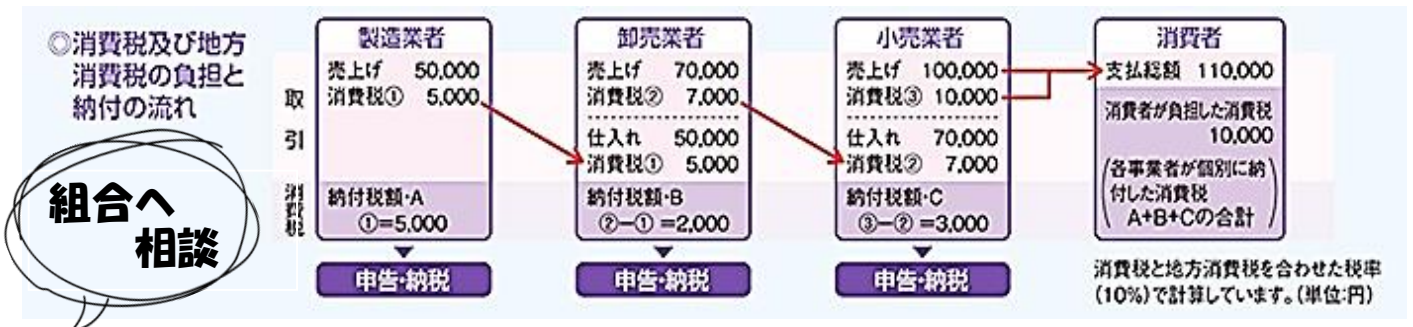 ◎消費税及び地方
消費税の負担と
納付の流れ
組合へ
相談
取
引
消費税
製造業者
売上げ 50,000
消費税① 5,000
納付税額・A
①=5,000
申告・納税
卸売業者
売上げ 70,000
消費税② 7,000
仕入れ 50,000
消費税① 5,000
納付税額・B
②−① =2,000
申告・納税
小売業者
売上げ 100,000
消費税③ 10,000
仕入れ 70,000
消費税② 7,000
納付税額・C
③−② =3,000
申告・納税
消費者
支払総額 110,000
消費者が負担した消費税
10,000
(各事業者が個別に納
付した消費税
A+B+Cの合計)
消費税と地方消費税を合わせた税率
(10%)で計算しています。(単位:円)